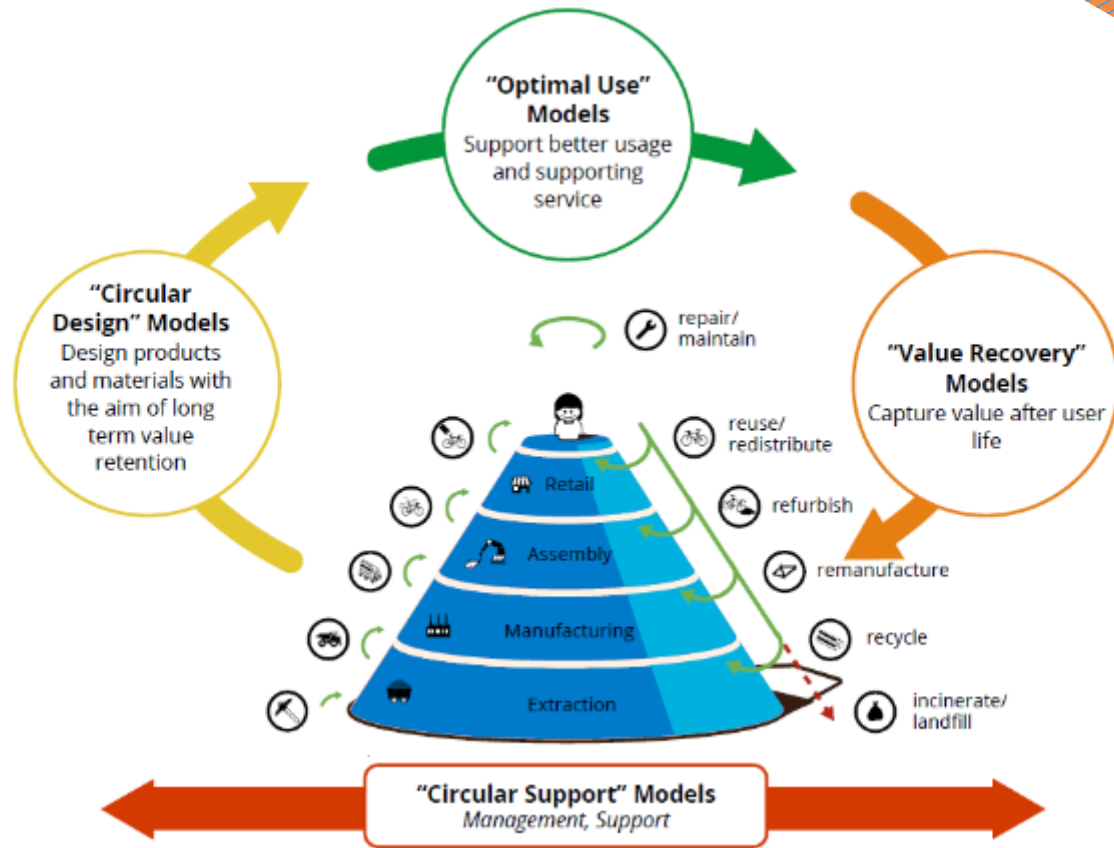 “Optimal Use”
Models
Support better usage
and supporting
service
“Circular
Design” Models
Design products
and materials with
the aim of long
term value
retention
“Value Recovery”
Models
Capture value after user
life
repair/
maintain
reuse/
redistribute
refurbish
remanufacture
recycle
incinerate/
landfill
Retail
Assembly
Manufacturing
Extraction
“Circular Support” Models
Management, Support